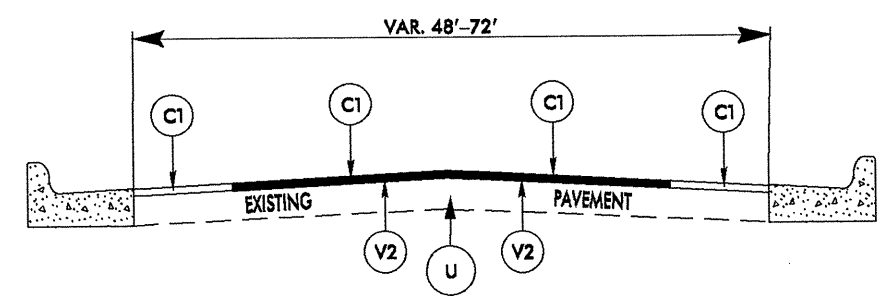 VAR. 48'–72'
C1
C1
C1
C1
EXISTING
PAVEMENT
V2
V2
U